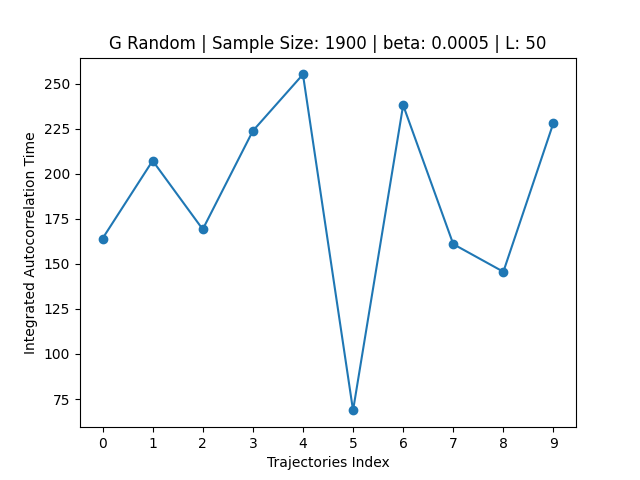 G Random | Sample Size: 1900 | beta: 0.0005 | L: 50
Integrated Autocorrelation Time
250
225
200
175
150
125
100
75
0 1 2 3 4 5 6 7 8 9
Trajectories Index